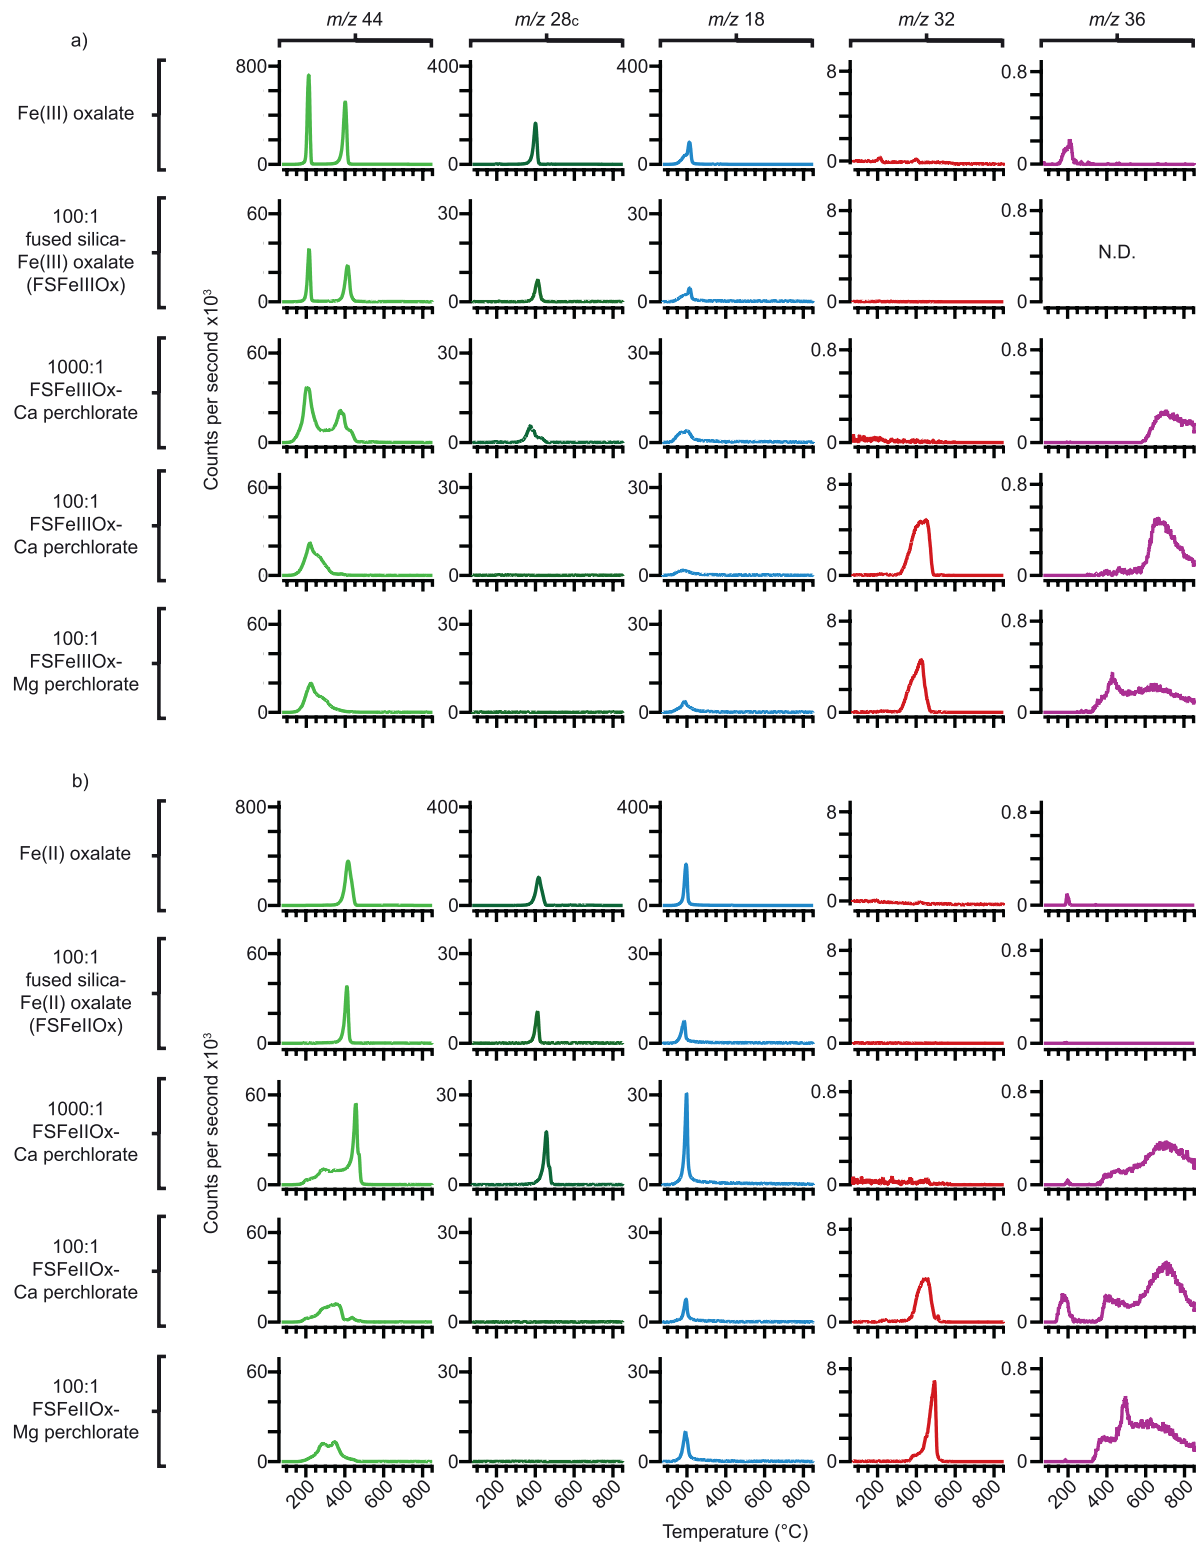 m/z 44 m/z 28c m/z 18 m/z 32 m/z 36
a)
800 400 400 8 0.8
Fe(III) oxalate
0 0 0 0 0
100:1
fused silica-
Fe(III) oxalate
(FSFeIIIOx)
60 30 30 8 0.8
N.D.
0 0 0 0 0
1000:1
FSFeIIIOx-
Ca perchlorate
60 30 30 0.8 0.8
0 0 0 0 0
Counts per second x10³
100:1
FSFeIIIOx-
Ca perchlorate
60 30 30 8 0.8
0 0 0 0 0
100:1
FSFeIIIOx-
Mg perchlorate
60 30 30 8 0.8
0 0 0 0 0
b)
800 400 400 8 0.8
Fe(II) oxalate
0 0 0 0 0
100:1
fused silica-
Fe(II) oxalate
(FSFeIIOx)
60 30 30 8 0.8
0 0 0 0 0
1000:1
FSFeIIOx-
Ca perchlorate
60 30 30 0.8 0.8
0 0 0 0 0
Counts per second x10³
100:1
FSFeIIOx-
Ca perchlorate
60 30 30 8 0.8
0 0 0 0 0
100:1
FSFeIIOx-
Mg perchlorate
60 30 30 8 0.8
0 0 0 0 0
200 400 600 800 200 400 600 800 200 400 600 800 200 400 600 800 200 400 600 800
Temperature (°C)